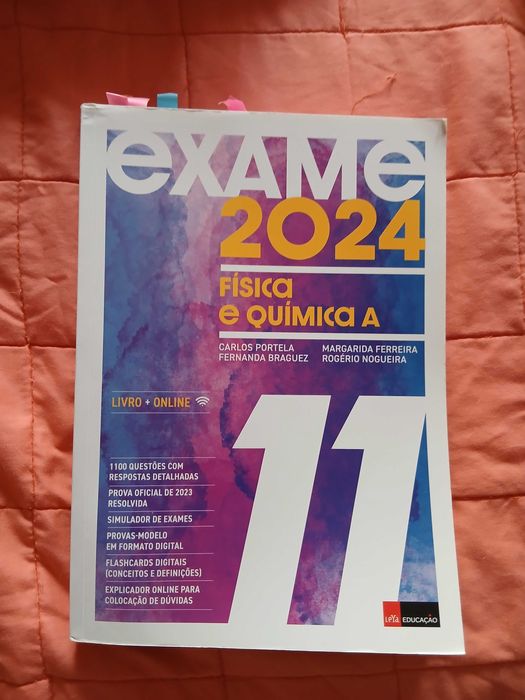 exame
2024
FÍSICA
e QUÍMICA A
CARLOS PORTELA MARGARIDA FERREIRA
FERNANDA BRAGUEZ ROGÉRIO NOGUEIRA
LIVRO + ONLINE
11
1100 QUESTÕES COM
RESPOSTAS DETALHADAS
PROVA OFICIAL DE 2023
RESOLVIDA
SIMULADOR DE EXAMES
PROVAS-MODELO
EM FORMATO DIGITAL
FLASHCARDS DIGITAIS
(CONCEITOS E DEFINIÇÕES)
EXPLICADOR ONLINE PARA
COLOCAÇÃO DE DÚVIDAS
LeYa EDUCAÇÃO